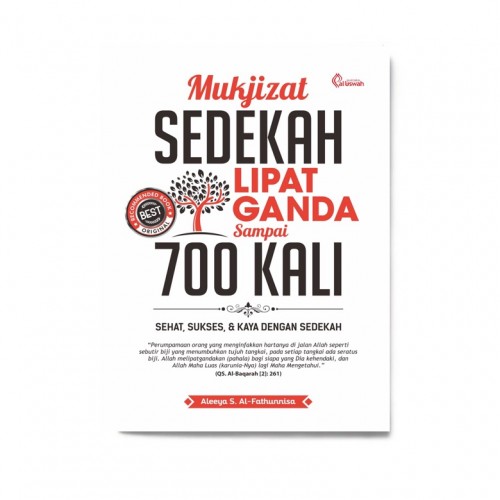 Mukjizat
SEDEKAH
LIPAT
GANDA
Sampai
700 KALI
RECOMMENDED BOOK
BEST
ORIGINAL
SEHAT, SUKSES, & KAYA DENGAN SEDEKAH
"Perumpamaan orang yang menginfakkan hartanya di jalan Allah seperti
sebutir biji yang menumbuhkan tujuh tangkai, pada setiap tangkai ada seratus
biji. Allah melipatgandakan (pahala) bagi siapa yang Dia kehendaki, dan
Allah Maha Luas (karunia-Nya) lagi Maha Mengetahui."
(QS. Al-Baqarah [2]: 261)
Aleeya S. Al-Fathunnisa